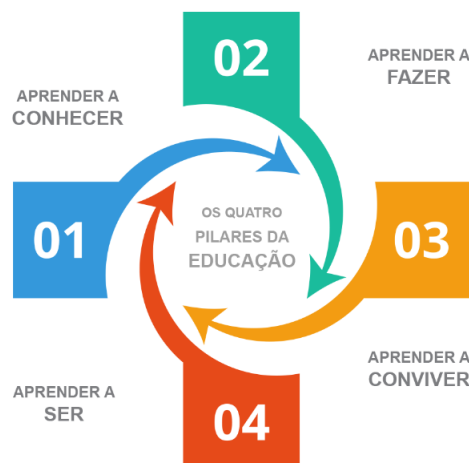 02
APRENDER A
FAZER
APRENDER A
CONHECER
01
OS QUATRO
PILARES DA
EDUCAÇÃO
03
APRENDER A
CONVIVER
APRENDER A
SER
04